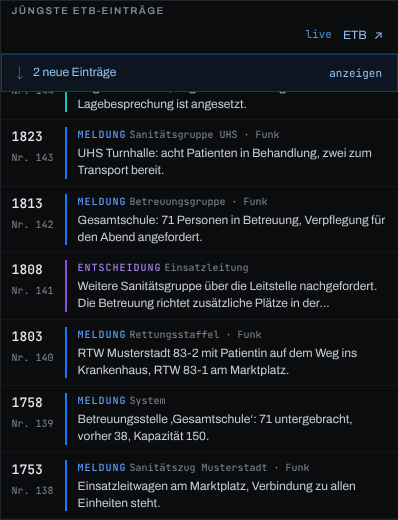 JÜNGSTE ETB-EINTRÄGE
live ETB ↗
↓ 2 neue Einträge anzeigen
Lagebesprechung ist angesetzt.
1823 MELDUNG Sanitätsgruppe UHS · Funk
Nr. 143 UHS Turnhalle: acht Patienten in Behandlung, zwei zum
Transport bereit.
1813 MELDUNG Betreuungsgruppe · Funk
Nr. 142 Gesamtschule: 71 Personen in Betreuung, Verpflegung für
den Abend angefordert.
1808 ENTSCHEIDUNG Einsatzleitung
Nr. 141 Weitere Sanitätsgruppe über die Leitstelle nachgefordert.
Die Betreuung richtet zusätzliche Plätze in der…
1803 MELDUNG Rettungsstaffel · Funk
Nr. 140 RTW Musterstadt 83-2 mit Patientin auf dem Weg ins
Krankenhaus, RTW 83-1 am Marktplatz.
1758 MELDUNG System
Nr. 139 Betreuungsstelle ‚Gesamtschule‘: 71 untergebracht,
vorher 38, Kapazität 150.
1753 MELDUNG Sanitätszug Musterstadt · Funk
Nr. 138 Einsatzleitwagen am Marktplatz, Verbindung zu allen
Einheiten steht.